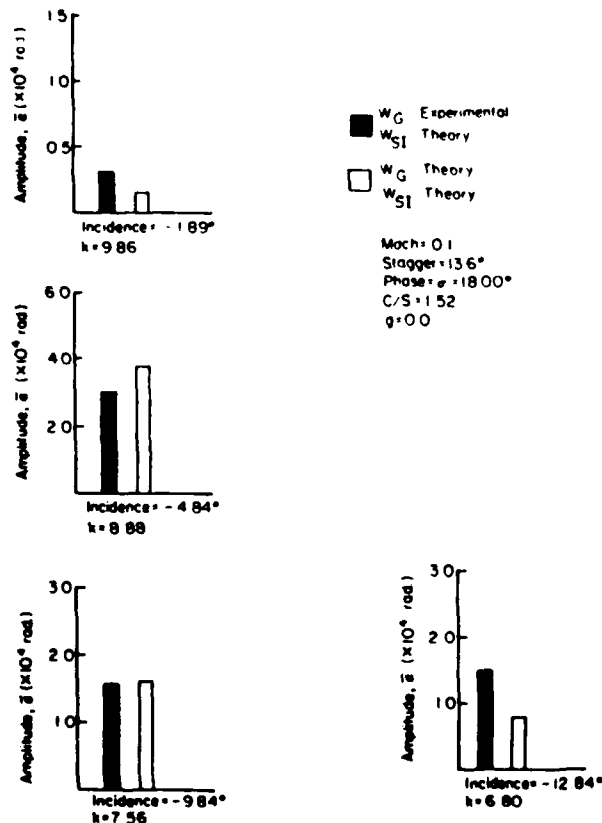 Amplitude, ā (×10⁴ rad.)
1.5
1.0
0.5
Incidence = -1.89°
k = 9.86
W_G Experimental
W_SI Theory
W_G Theory
W_SI Theory
Mach = 0.1
Stagger = 13.6°
Phase = σ = 18.00°
C/S = 1.52
g = 0.0
Amplitude, ā (×10⁴ rad.)
6.0
4.0
2.0
Incidence = -4.84°
k = 8.88
Amplitude, ā (×10⁴ rad.)
3.0
2.0
1.0
Incidence = -9.84°
k = 7.56
Amplitude, ā (×10⁴ rad.)
3.0
2.0
1.0
Incidence = -12.84°
k = 6.80